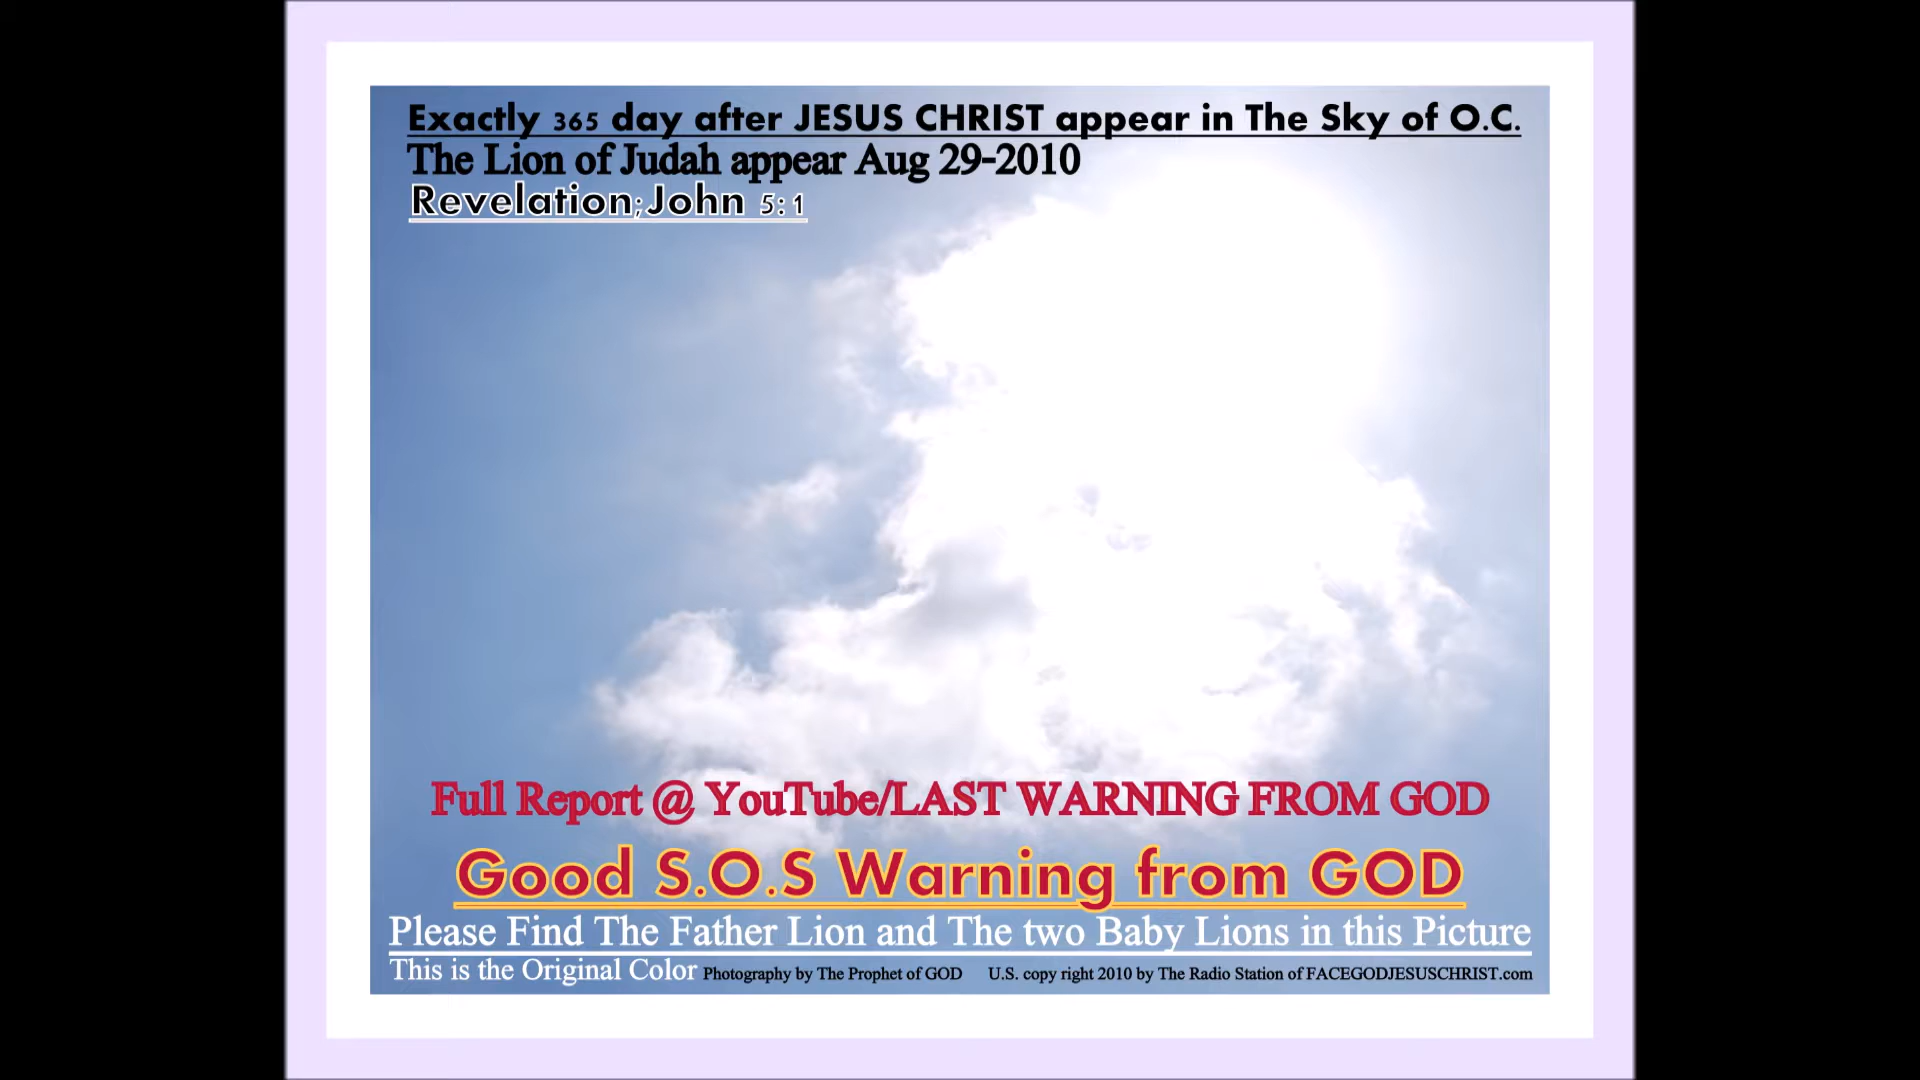 Exactly 365 day after JESUS CHRIST appear in The Sky of O.C.
The Lion of Judah appear Aug 29-2010
Revelation;John 5:1
Full Report @ YouTube/LAST WARNING FROM GOD
Good S.O.S Warning from GOD
Please Find The Father Lion and The two Baby Lions in this Picture
This is the Original Color Photography by The Prophet of GOD U.S. copy right 2010 by The Radio Station of FACEGODJESUSCHRIST.com